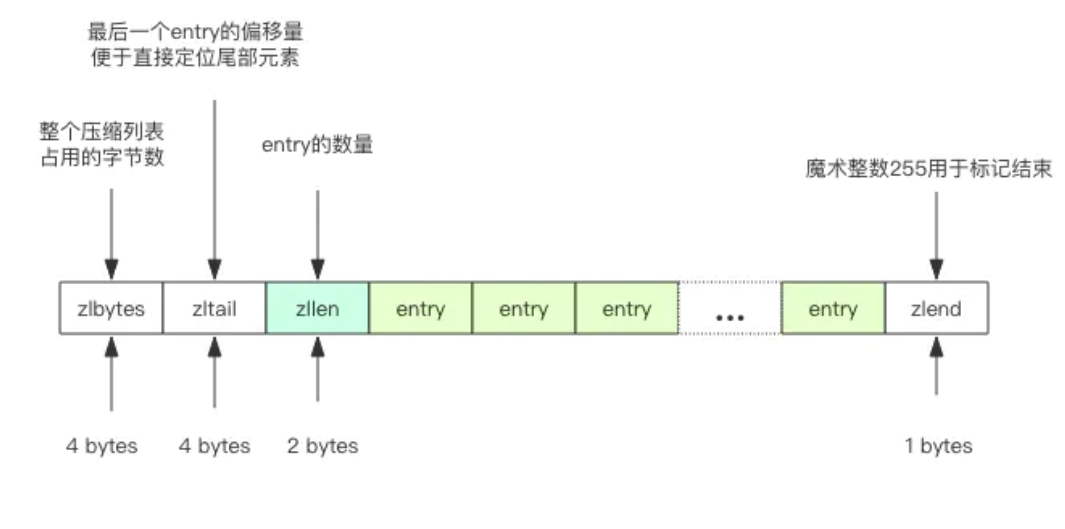 最后一个entry的偏移量
便于直接定位尾部元素
整个压缩列表
占用的字节数
entry的数量
魔术整数255用于标记结束
zlbytes
zltail
zllen
entry
entry
entry
...
entry
zlend
4 bytes
4 bytes
2 bytes
1 bytes